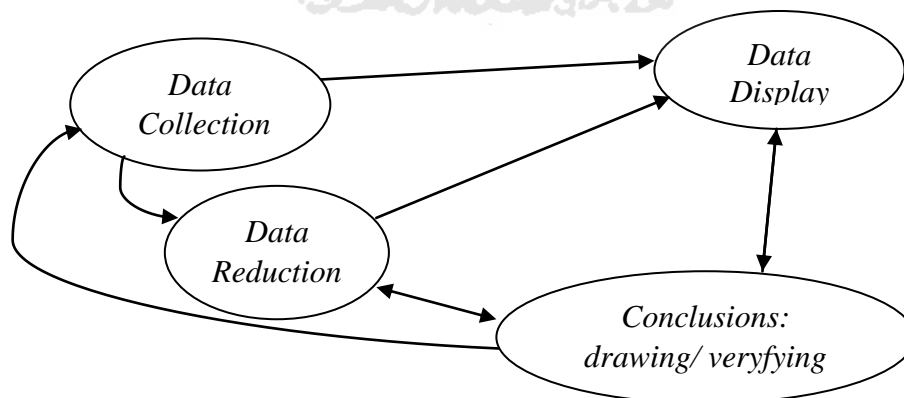 Data
Collection
Data
Display
Data
Reduction
Conclusions:
drawing/ veryfying